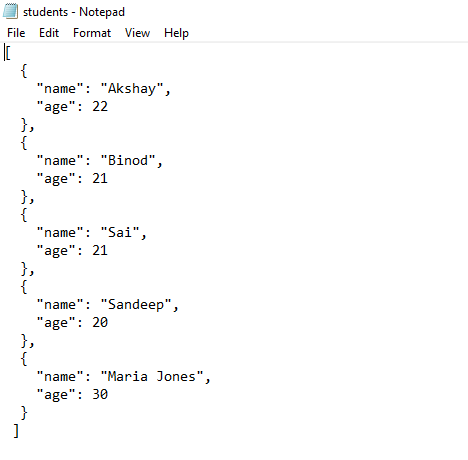 students - Notepad
File Edit Format View Help
[
  {
    "name": "Akshay",
    "age": 22
  },
  {
    "name": "Binod",
    "age": 21
  },
  {
    "name": "Sai",
    "age": 21
  },
  {
    "name": "Sandeep",
    "age": 20
  },
  {
    "name": "Maria Jones",
    "age": 30
  }
 ]